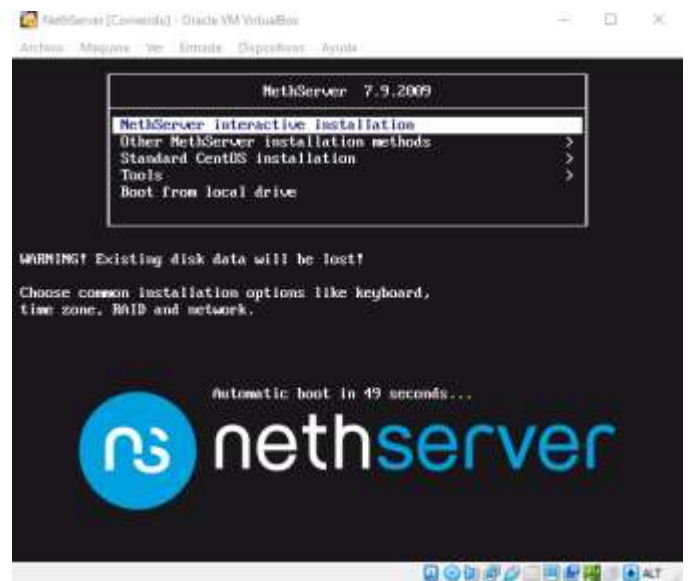 NethServer [Corriendo] - Oracle VM VirtualBox
Archivo Máquina Ver Entrada Dispositivos Ayuda
NethServer 7.9.2009
NethServer interactive installation
Other NethServer installation methods >
Standard CentOS installation >
Tools >
Boot from local drive
WARNING! Existing disk data will be lost!
Choose common installation options like keyboard,
time zone, RAID and network.
Automatic boot in 49 seconds...
ns nethserver
ALT